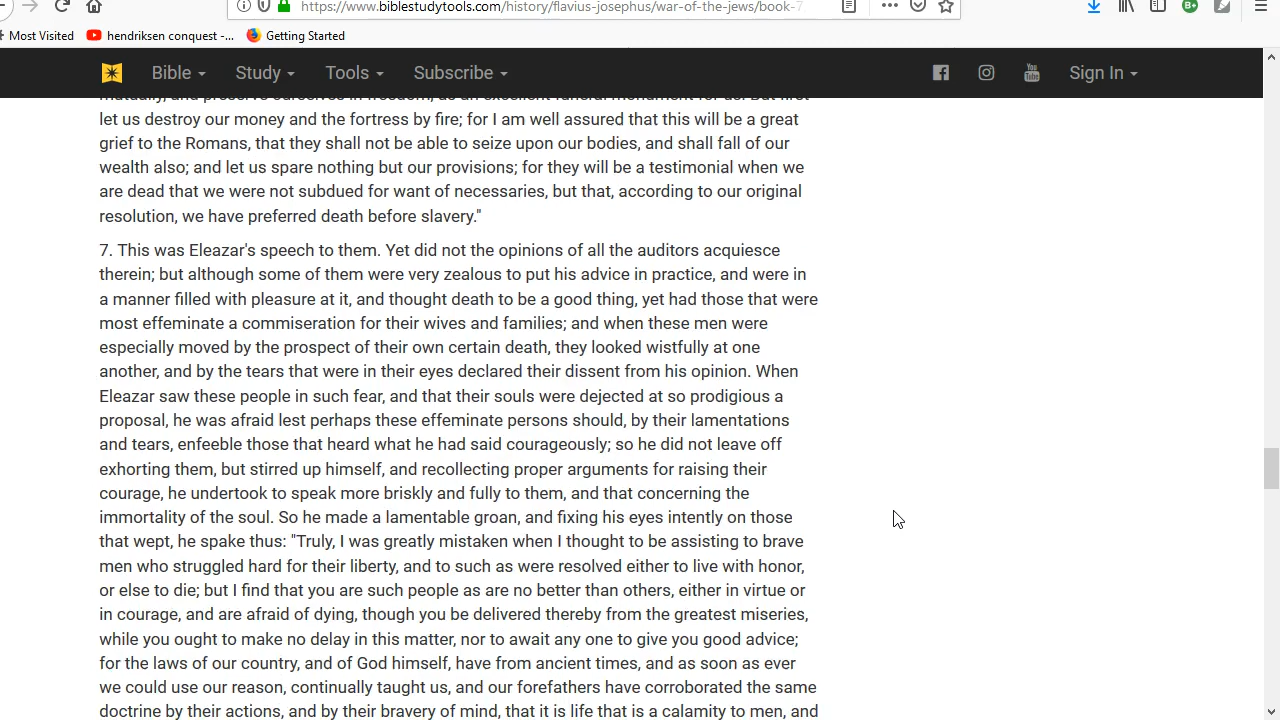 https://www.biblestudytools.com/history/flavius-josephus/war-of-the-jews/book-7
Most Visited hendriksen conquest -... Getting Started
Bible Study Tools Subscribe Sign In
mutually, and preserve ourselves in freedom, as an excellent funeral monument for us. But first
let us destroy our money and the fortress by fire; for I am well assured that this will be a great
grief to the Romans, that they shall not be able to seize upon our bodies, and shall fall of our
wealth also; and let us spare nothing but our provisions; for they will be a testimonial when we
are dead that we were not subdued for want of necessaries, but that, according to our original
resolution, we have preferred death before slavery."
7. This was Eleazar's speech to them. Yet did not the opinions of all the auditors acquiesce
therein; but although some of them were very zealous to put his advice in practice, and were in
a manner filled with pleasure at it, and thought death to be a good thing, yet had those that were
most effeminate a commiseration for their wives and families; and when these men were
especially moved by the prospect of their own certain death, they looked wistfully at one
another, and by the tears that were in their eyes declared their dissent from his opinion. When
Eleazar saw these people in such fear, and that their souls were dejected at so prodigious a
proposal, he was afraid lest perhaps these effeminate persons should, by their lamentations
and tears, enfeeble those that heard what he had said courageously; so he did not leave off
exhorting them, but stirred up himself, and recollecting proper arguments for raising their
courage, he undertook to speak more briskly and fully to them, and that concerning the
immortality of the soul. So he made a lamentable groan, and fixing his eyes intently on those
that wept, he spake thus: "Truly, I was greatly mistaken when I thought to be assisting to brave
men who struggled hard for their liberty, and to such as were resolved either to live with honor,
or else to die; but I find that you are such people as are no better than others, either in virtue or
in courage, and are afraid of dying, though you be delivered thereby from the greatest miseries,
while you ought to make no delay in this matter, nor to await any one to give you good advice;
for the laws of our country, and of God himself, have from ancient times, and as soon as ever
we could use our reason, continually taught us, and our forefathers have corroborated the same
doctrine by their actions, and by their bravery of mind, that it is life that is a calamity to men, and